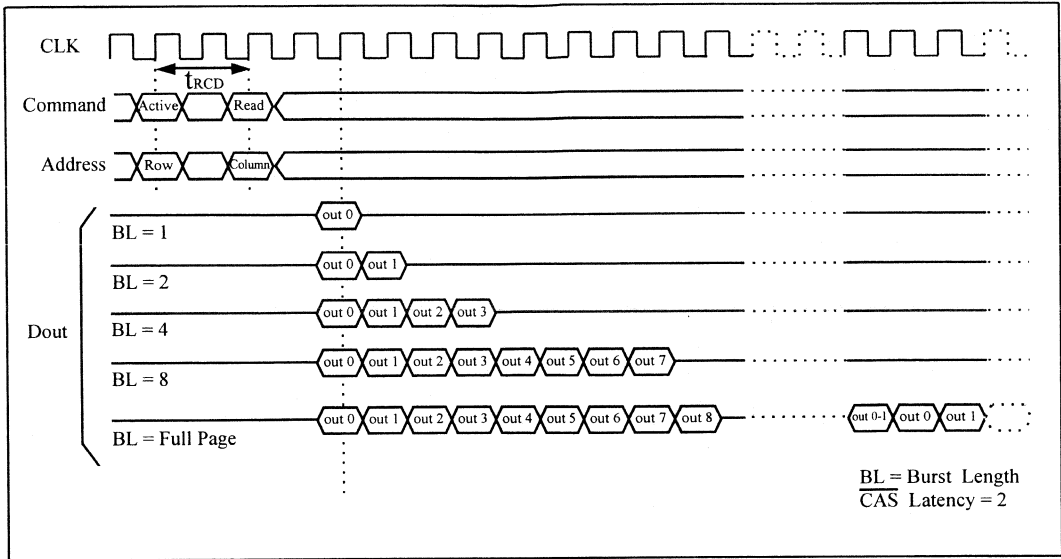 CLK
tRCD
Command Active Read
Address Row Column
Dout
out 0
BL = 1
out 0 out 1
BL = 2
out 0 out 1 out 2 out 3
BL = 4
out 0 out 1 out 2 out 3 out 4 out 5 out 6 out 7
BL = 8
out 0 out 1 out 2 out 3 out 4 out 5 out 6 out 7 out 8 out 0-1 out 0 out 1
BL = Full Page
BL = Burst Length
C̅A̅S̅ Latency = 2